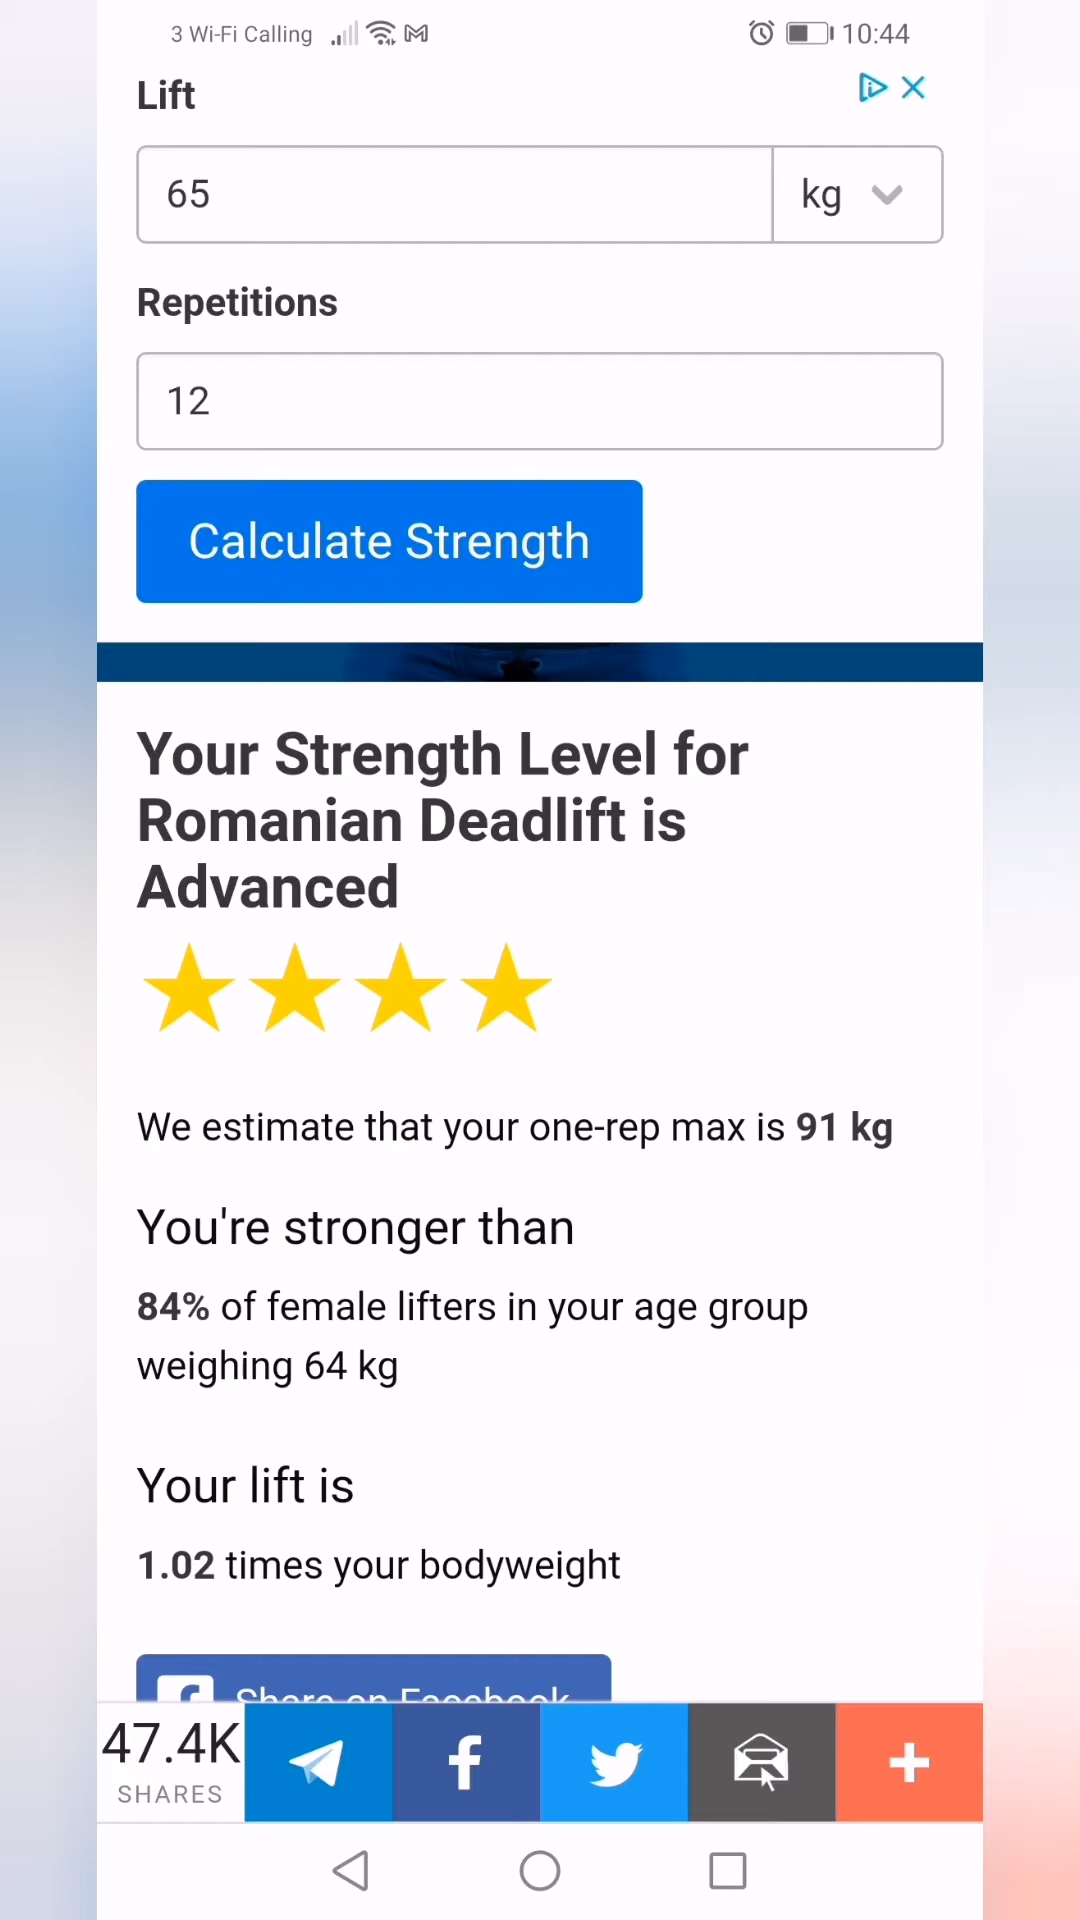 3 Wi-Fi Calling 10:44
Lift
65 kg
Repetitions
12
Calculate Strength
Your Strength Level for
Romanian Deadlift is
Advanced
We estimate that your one-rep max is 91 kg
You're stronger than
84% of female lifters in your age group
weighing 64 kg
Your lift is
1.02 times your bodyweight
Share on Facebook
47.4K
SHARES